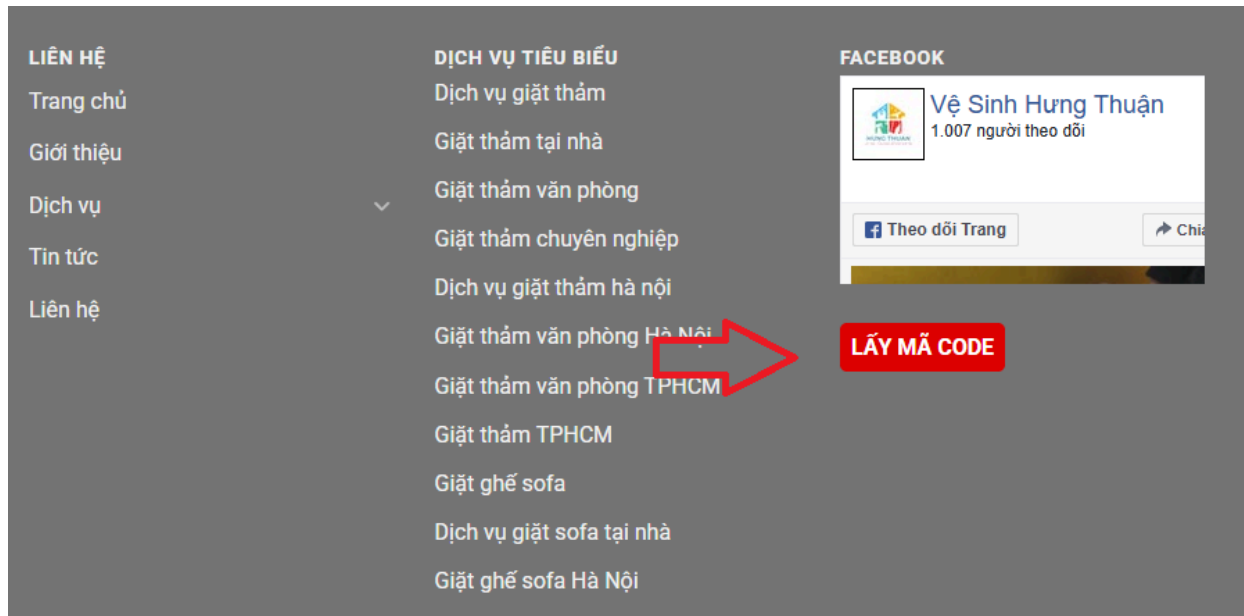 LIÊN HỆ
Trang chủ
Giới thiệu
Dịch vụ
Tin tức
Liên hệ
DỊCH VỤ TIÊU BIỂU
Dịch vụ giặt thảm
Giặt thảm tại nhà
Giặt thảm văn phòng
Giặt thảm chuyên nghiệp
Dịch vụ giặt thảm hà nội
Giặt thảm văn phòng Hà Nội
Giặt thảm văn phòng TPHCM
Giặt thảm TPHCM
Giặt ghế sofa
Dịch vụ giặt sofa tại nhà
Giặt ghế sofa Hà Nội
FACEBOOK
Vệ Sinh Hưng Thuận
1.007 người theo dõi
HUNG THUAN
Theo dõi Trang
Chia
LẤY MÃ CODE